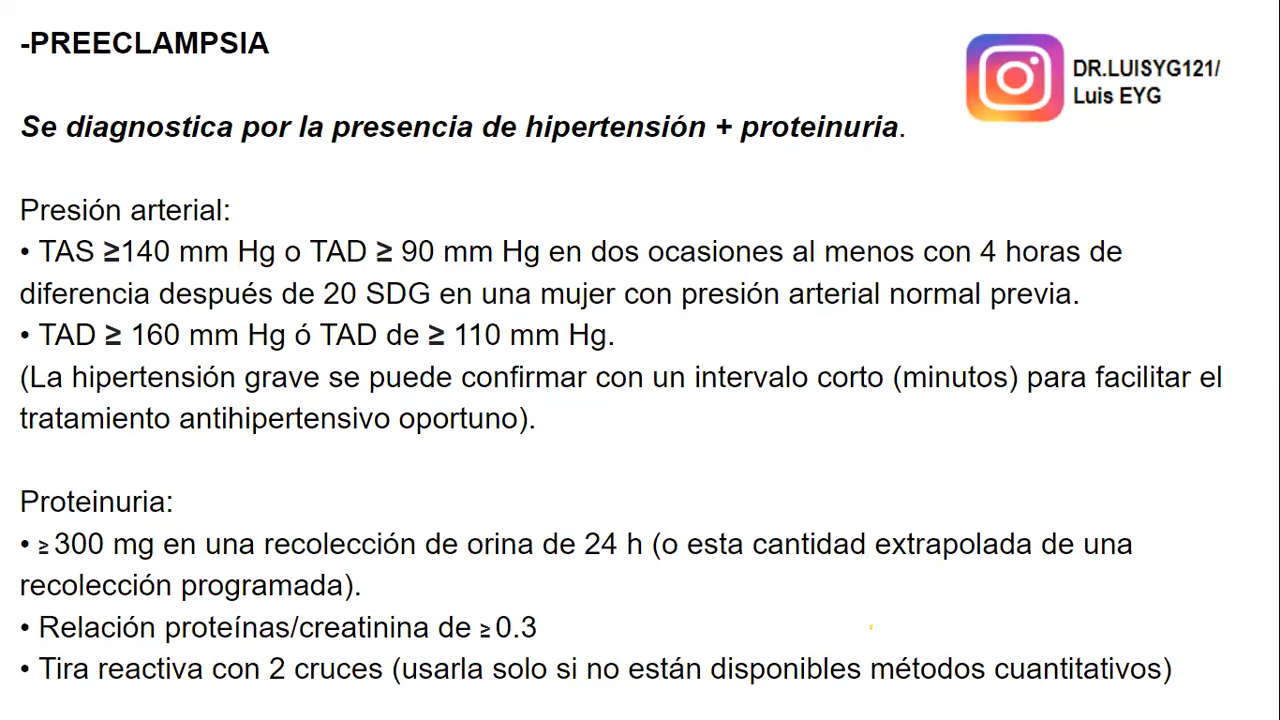 -PREECLAMPSIA
DR.LUISYG121/
Luis EYG
Se diagnostica por la presencia de hipertensión + proteinuria.
Presión arterial:
• TAS ≥140 mm Hg o TAD ≥ 90 mm Hg en dos ocasiones al menos con 4 horas de
diferencia después de 20 SDG en una mujer con presión arterial normal previa.
• TAD ≥ 160 mm Hg ó TAD de ≥ 110 mm Hg.
(La hipertensión grave se puede confirmar con un intervalo corto (minutos) para facilitar el
tratamiento antihipertensivo oportuno).
Proteinuria:
• ≥ 300 mg en una recolección de orina de 24 h (o esta cantidad extrapolada de una
recolección programada).
• Relación proteínas/creatinina de ≥ 0.3
• Tira reactiva con 2 cruces (usarla solo si no están disponibles métodos cuantitativos)